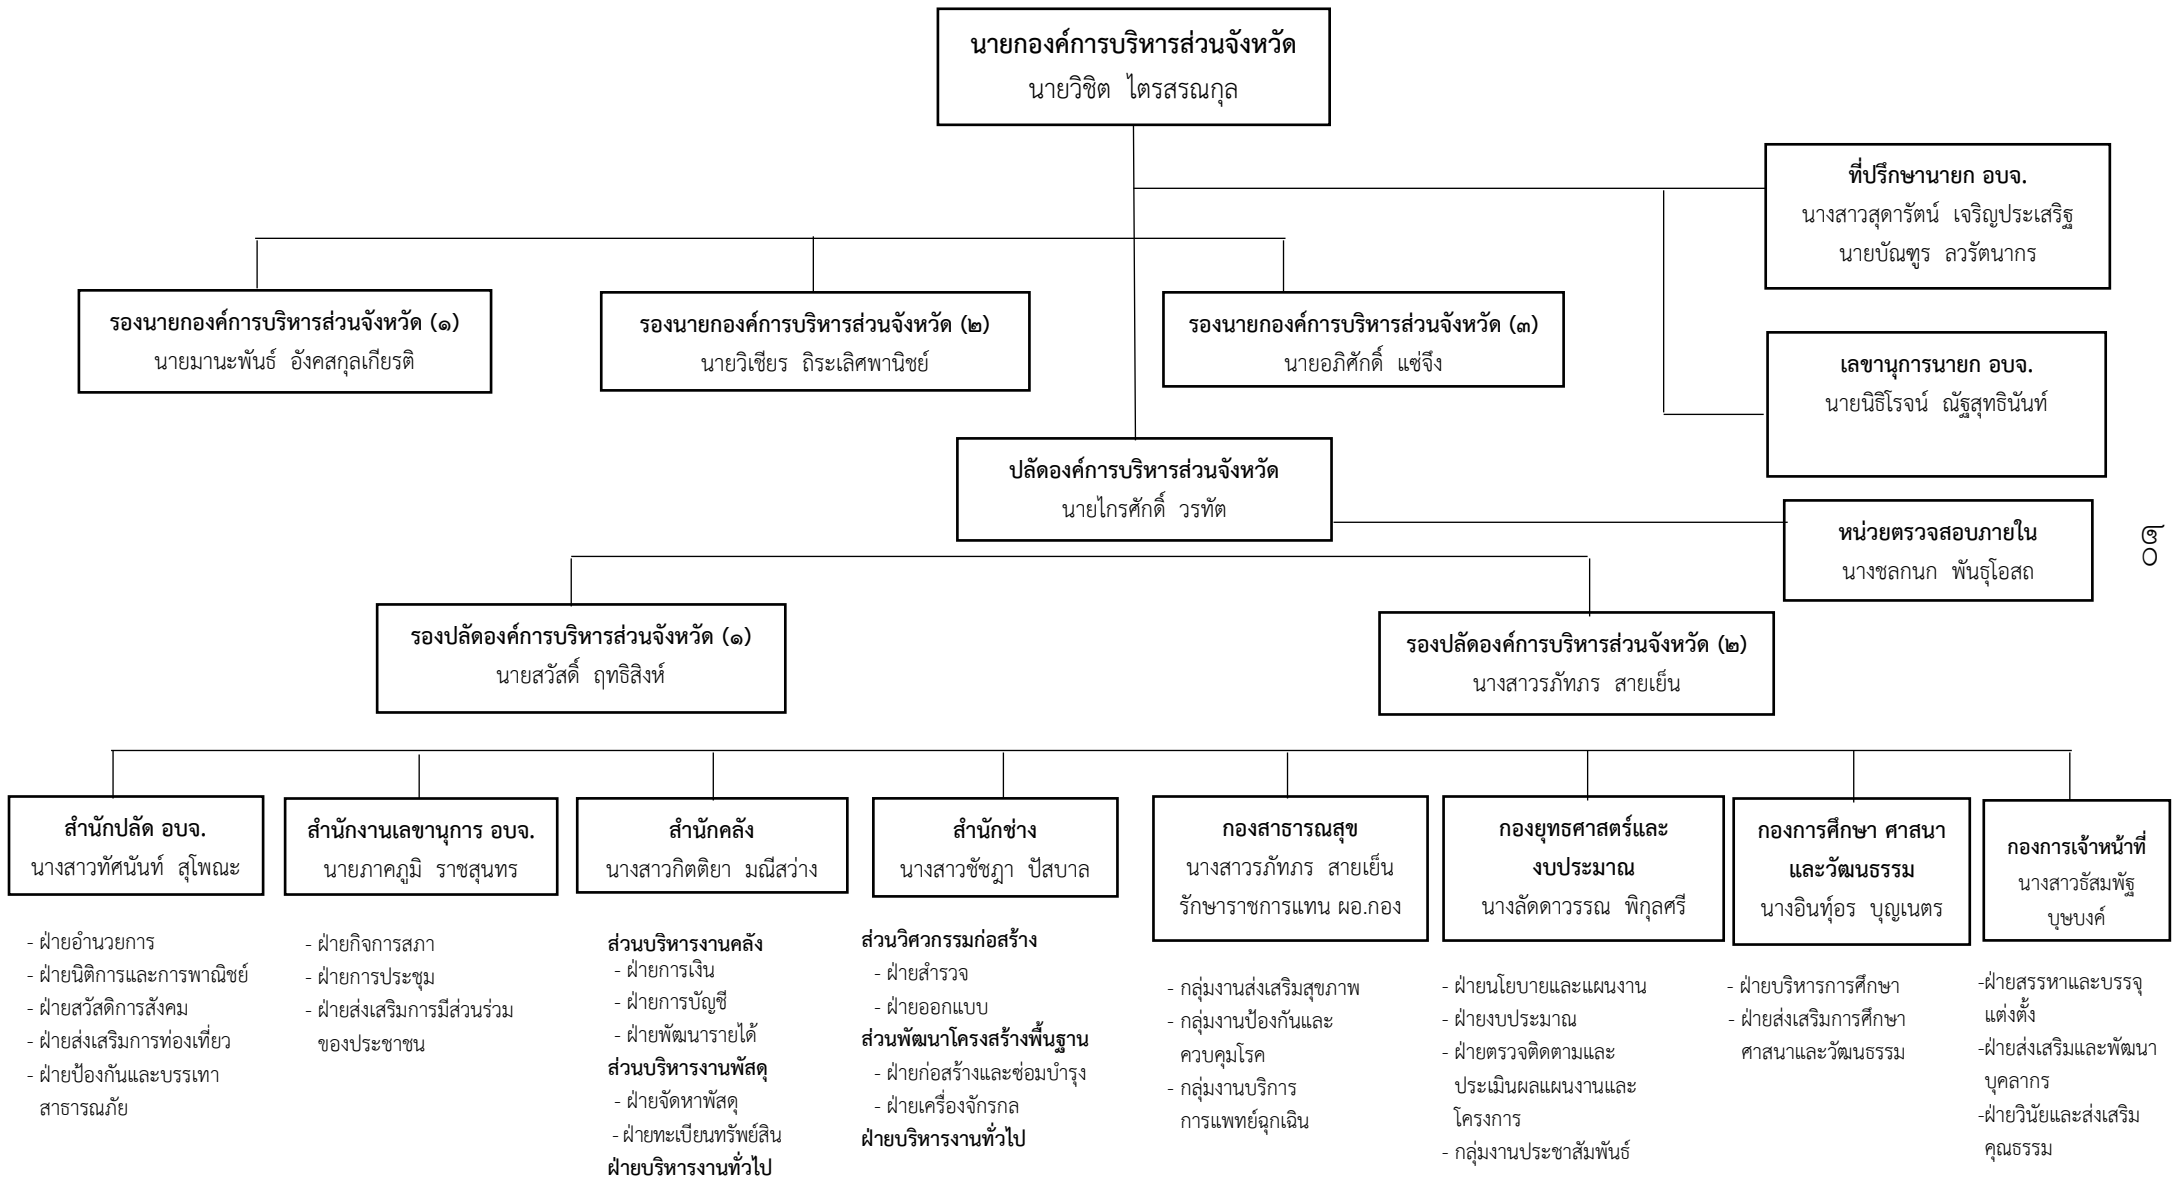 นายกองค์การบริหารส่วนจังหวัด
นายวิชิต ไตรสรณกุล
ที่ปรึกษานายก อบจ.
นางสาวสุดารัตน์ เจริญประเสริฐ
นายบัณฑูร ลวรัตนากร
รองนายกองค์การบริหารส่วนจังหวัด (๑)
นายมานะพันธ์ อังคสกุลเกียรติ
รองนายกองค์การบริหารส่วนจังหวัด (๒)
นายวิเชียร ถิระเลิศพานิชย์
รองนายกองค์การบริหารส่วนจังหวัด (๓)
นายอภิศักดิ์ แซ่จึง
เลขานุการนายก อบจ.
นายนิธิโรจน์ ณัฐสุทธินันท์
ปลัดองค์การบริหารส่วนจังหวัด
นายไกรศักดิ์ วรทัต
หน่วยตรวจสอบภายใน
นางชลกนก พันธุโอสถ
๒๐
รองปลัดองค์การบริหารส่วนจังหวัด (๑)
นายสวัสดิ์ ฤทธิสิงห์
รองปลัดองค์การบริหารส่วนจังหวัด (๒)
นางสาวรภัทภร สายเย็น
สำนักปลัด อบจ.
นางสาวทัศนันท์ สุโพณะ
- ฝ่ายอำนวยการ
- ฝ่ายนิติการและการพาณิชย์
- ฝ่ายสวัสดิการสังคม
- ฝ่ายส่งเสริมการท่องเที่ยว
- ฝ่ายป้องกันและบรรเทา
สาธารณภัย
สำนักงานเลขานุการ อบจ.
นายภาคภูมิ ราชสุนทร
- ฝ่ายกิจการสภา
- ฝ่ายการประชุม
- ฝ่ายส่งเสริมการมีส่วนร่วม
ของประชาชน
สำนักคลัง
นางสาวกิตติยา มณีสว่าง
ส่วนบริหารงานคลัง
- ฝ่ายการเงิน
- ฝ่ายการบัญชี
- ฝ่ายพัฒนารายได้
ส่วนบริหารงานพัสดุ
- ฝ่ายจัดหาพัสดุ
- ฝ่ายทะเบียนทรัพย์สิน
ฝ่ายบริหารงานทั่วไป
สำนักช่าง
นางสาวชัชฎา ปัสบาล
ส่วนวิศวกรรมก่อสร้าง
- ฝ่ายสำรวจ
- ฝ่ายออกแบบ
ส่วนพัฒนาโครงสร้างพื้นฐาน
- ฝ่ายก่อสร้างและซ่อมบำรุง
- ฝ่ายเครื่องจักรกล
ฝ่ายบริหารงานทั่วไป
กองสาธารณสุข
นางสาวรภัทภร สายเย็น
รักษาราชการแทน ผอ.กอง
- กลุ่มงานส่งเสริมสุขภาพ
- กลุ่มงานป้องกันและ
ควบคุมโรค
- กลุ่มงานบริการ
การแพทย์ฉุกเฉิน
กองยุทธศาสตร์และ
งบประมาณ
นางลัดดาวรรณ พิกุลศรี
- ฝ่ายนโยบายและแผนงาน
- ฝ่ายงบประมาณ
- ฝ่ายตรวจติดตามและ
ประเมินผลแผนงานและ
โครงการ
- กลุ่มงานประชาสัมพันธ์
กองการศึกษา ศาสนา
และวัฒนธรรม
นางอินทุ์อร บุญเนตร
- ฝ่ายบริหารการศึกษา
- ฝ่ายส่งเสริมการศึกษา
ศาสนาและวัฒนธรรม
กองการเจ้าหน้าที่
นางสาวธัสมพัฐ
บุษบงค์
-ฝ่ายสรรหาและบรรจุ
แต่งตั้ง
-ฝ่ายส่งเสริมและพัฒนา
บุคลากร
-ฝ่ายวินัยและส่งเสริม
คุณธรรม